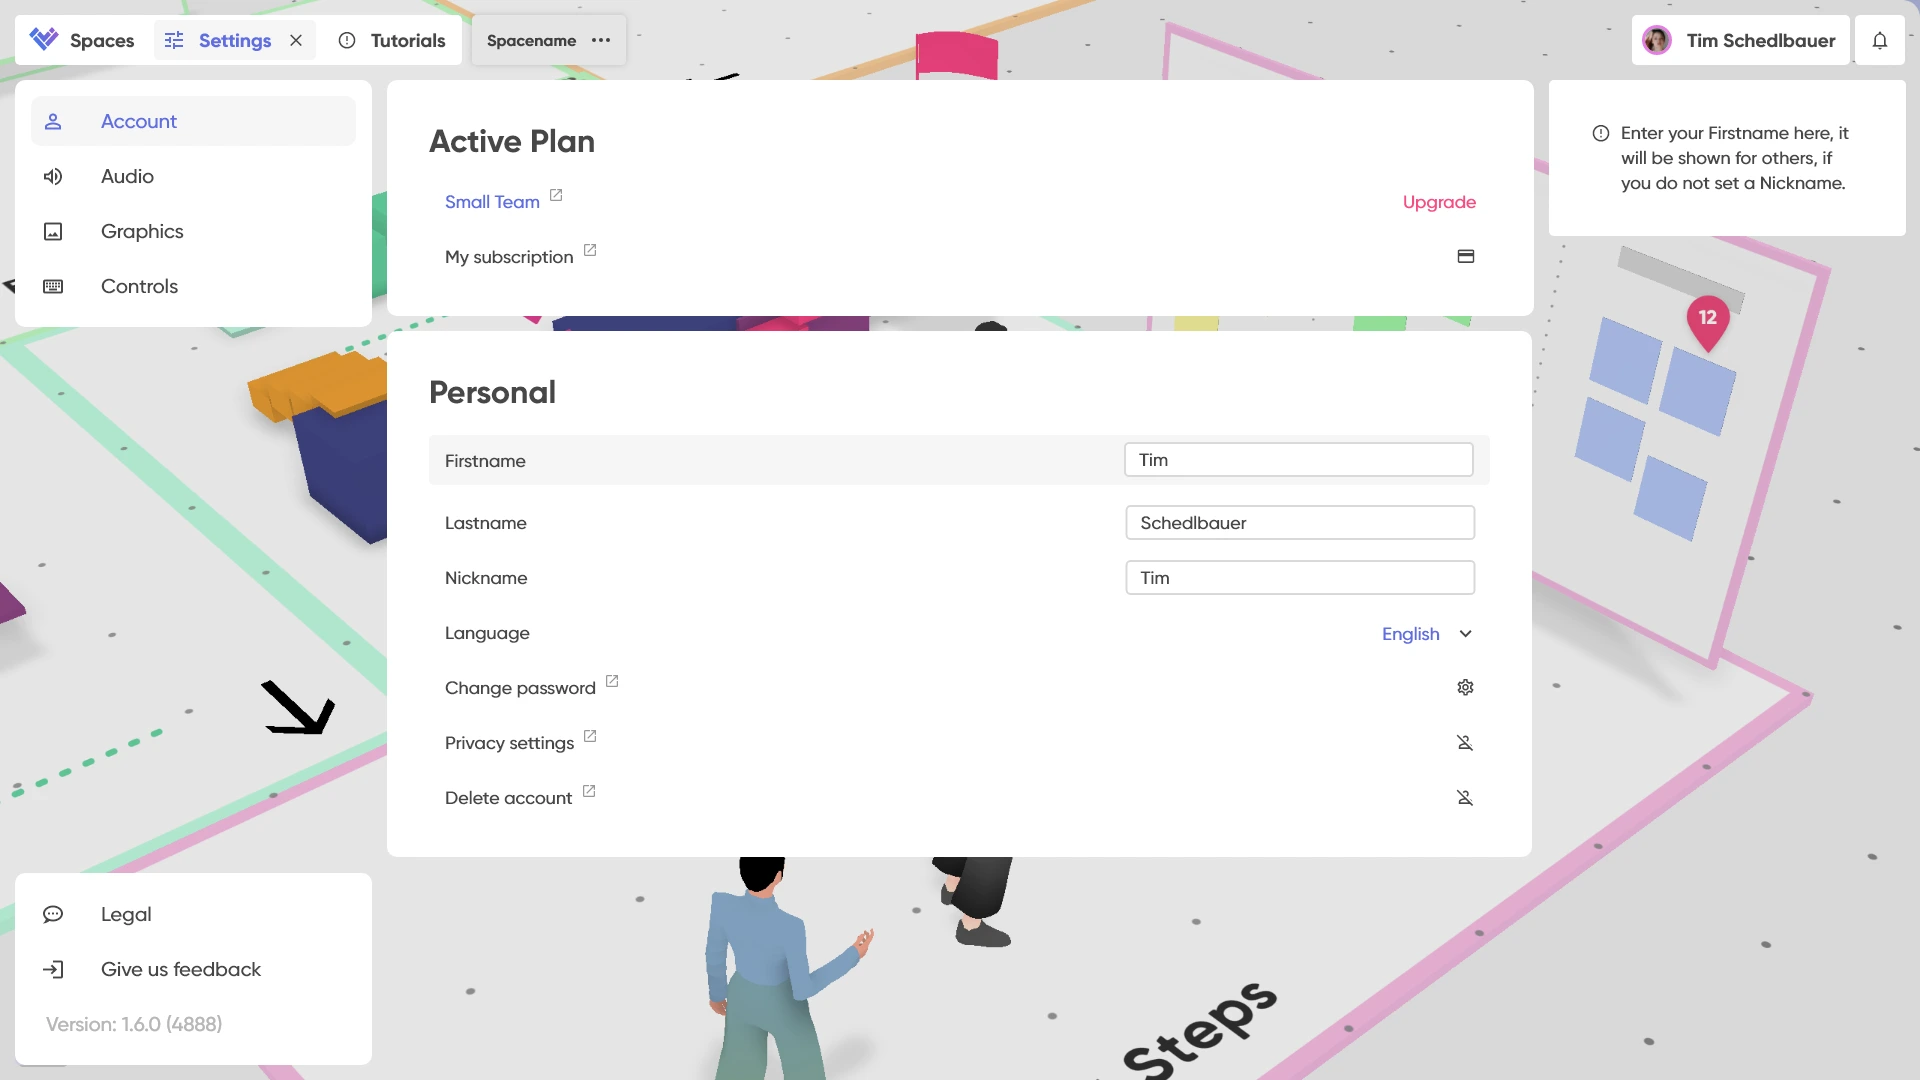 Spaces
Settings
Tutorials
Spacename
Tim Schedlbauer
Account
Audio
Graphics
Controls
Active Plan
Small Team
Upgrade
My subscription
Enter your Firstname here, it
will be shown for others, if
you do not set a Nickname.
12
Personal
Firstname
Tim
Lastname
Schedlbauer
Nickname
Tim
Language
English
Change password
Privacy settings
Delete account
Legal
Give us feedback
Version: 1.6.0 (4888)
Steps